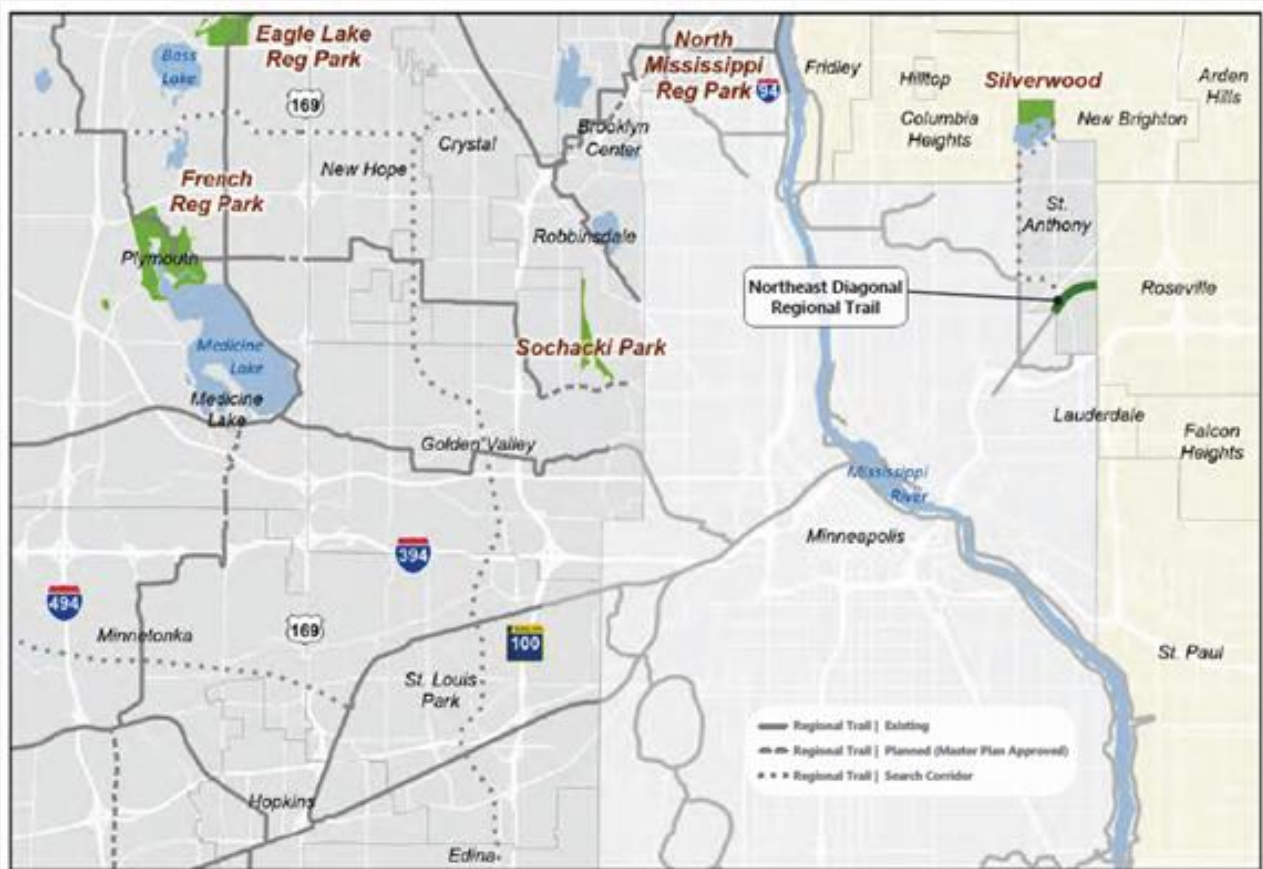 Eagle Lake
Reg Park
Bass
Lake
169
North
Mississippi
Reg Park
94
Fridley
Hilltop
Columbia
Heights
Silverwood
Arden
Hills
New Brighton
Crystal
Brooklyn
Center
New Hope
French
Reg Park
Plymouth
Robbinsdale
St.
Anthony
Northeast Diagonal
Regional Trail
Roseville
Medicine
Lake
Medicine
Lake
Sochacki Park
Lauderdale
Falcon
Heights
Golden Valley
Mississippi
River
Minneapolis
394
494
169
100
Minnetonka
St. Louis
Park
St. Paul
Regional Trail | Existing
Regional Trail | Planned (Master Plan Approved)
Regional Trail | Search Corridor
Hopkins
Edina